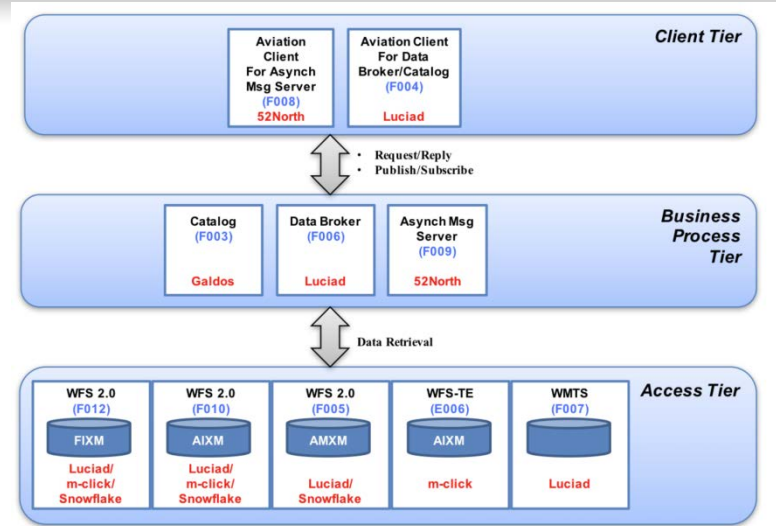 Client Tier
Aviation
Client
For Asynch
Msg Server
(F008)
52North
Aviation Client
For Data
Broker/Catalog
(F004)
Luciad
• Request/Reply
• Publish/Subscribe
Business
Process
Tier
Catalog
(F003)
Galdos
Data Broker
(F006)
Luciad
Asynch Msg
Server
(F009)
52North
Data Retrieval
Access Tier
WFS 2.0
(F012)
FIXM
Luciad/
m-click/
Snowflake
WFS 2.0
(F010)
AIXM
Luciad/
m-click/
Snowflake
WFS 2.0
(F005)
AMXM
Luciad/
Snowflake
WFS-TE
(E006)
AIXM
m-click
WMTS
(F007)
Luciad